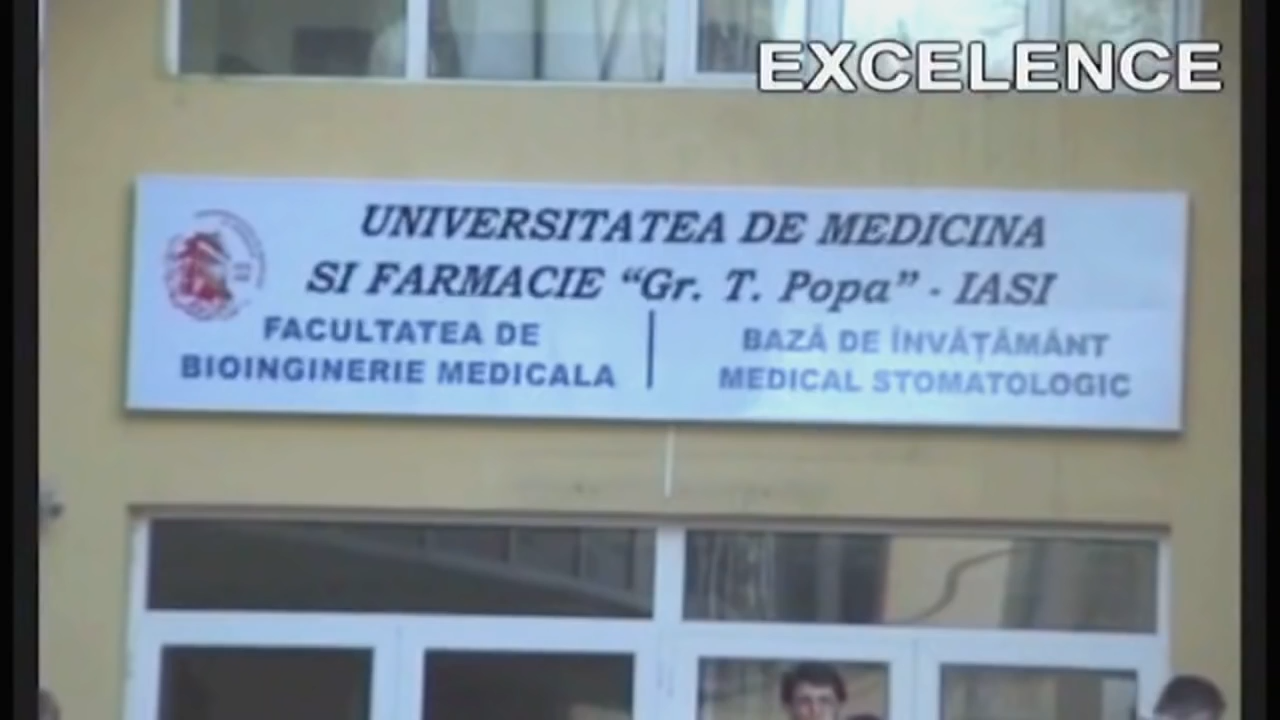 EXCELENCE
UNIVERSITATEA DE MEDICINA
SI FARMACIE “Gr. T. Popa” - IASI
FACULTATEA DE
BIOINGINERIE MEDICALA
BAZĂ DE ÎNVĂȚĂMÂNT
MEDICAL STOMATOLOGIC